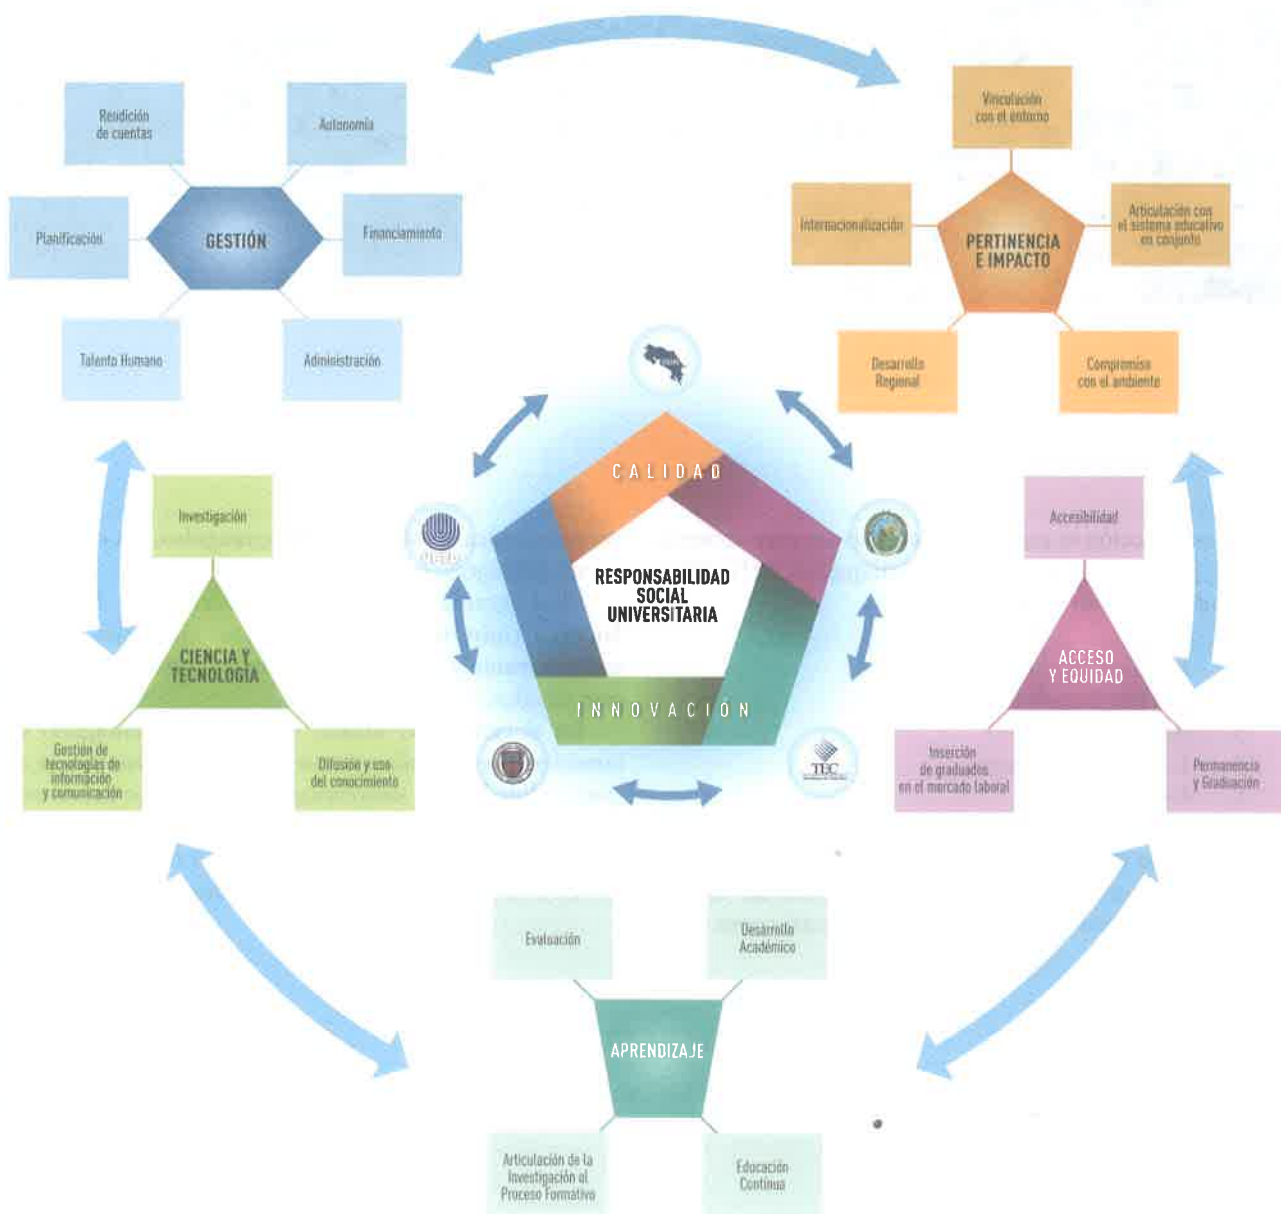 Rendición
de cuentas
Autonomía
Planificación
GESTIÓN
Financiamiento
Talento Humano
Administración
Vinculación
con el entorno
Internacionalización
PERTINENCIA
E IMPACTO
Articulación con
el sistema educativo
en conjunto
Desarrollo
Regional
Compromiso
con el ambiente
CALIDAD
RESPONSABILIDAD
SOCIAL
UNIVERSITARIA
INNOVACIÓN
TEC
Investigación
CIENCIA Y
TECNOLOGÍA
Gestión de
tecnologías de
información
y comunicación
Difusión y uso
del conocimiento
Accesibilidad
ACCESO
Y EQUIDAD
Inserción
de graduados
en el mercado laboral
Permanencia
y Graduación
Evaluación
Desarrollo
Académico
APRENDIZAJE
Articulación de la
Investigación al
Proceso Formativo
Educación
Continua